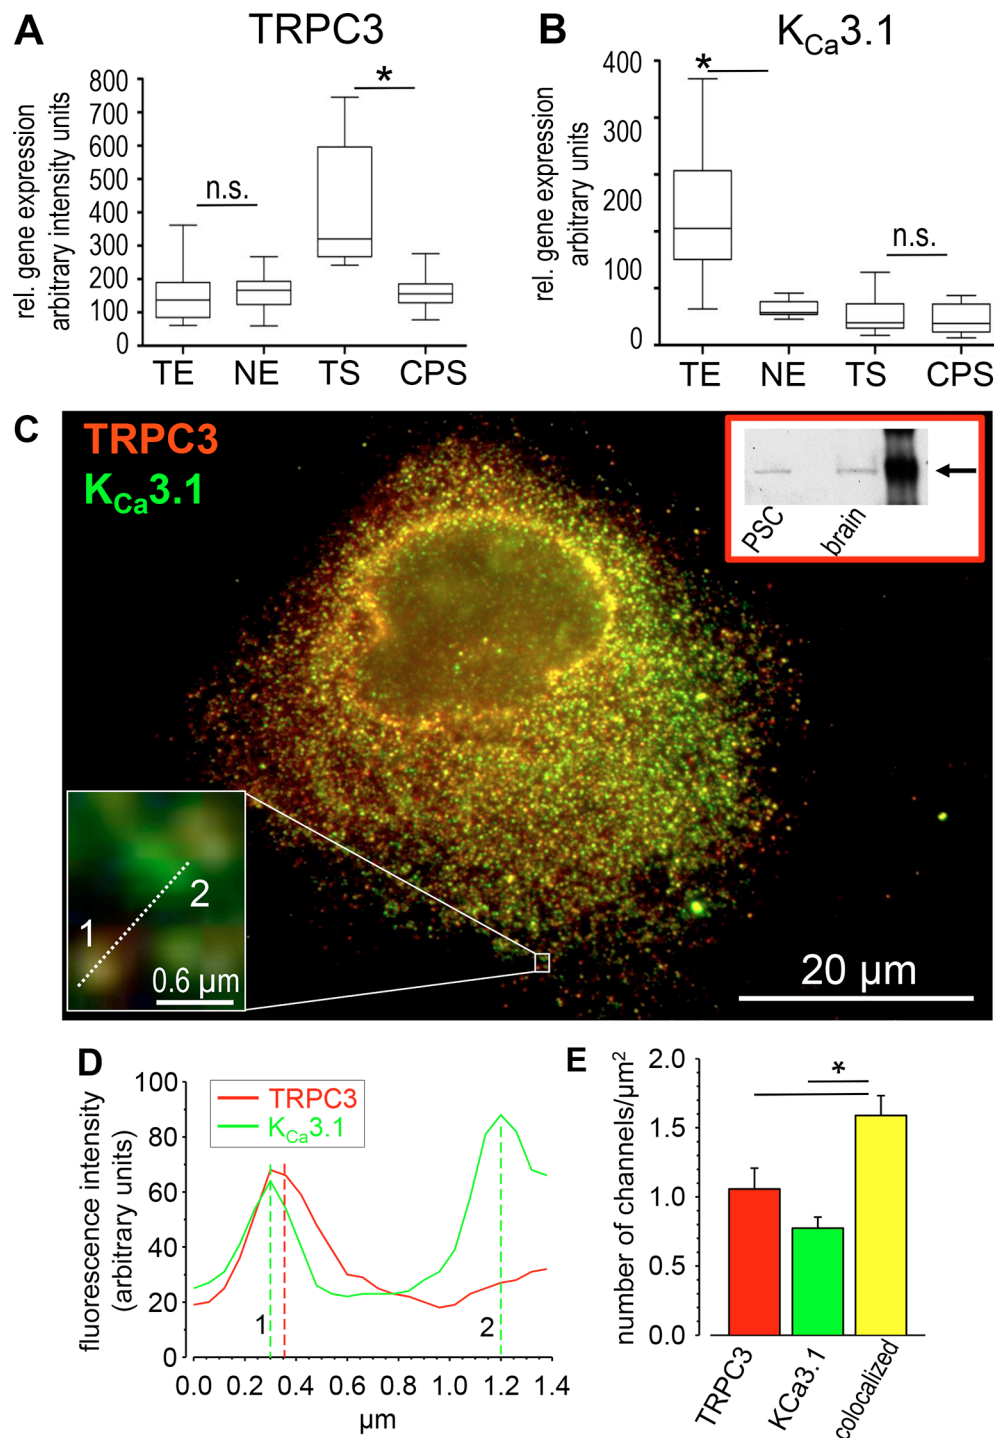 A
TRPC3
rel. gene expression
arbitrary intensity units
800
700
600
500
400
300
200
100
0
n.s.
*
TE
NE
TS
CPS
B
K_Ca3.1
rel. gene expression
arbitrary units
400
300
200
100
0
*
n.s.
TE
NE
TS
CPS
C
TRPC3
K_Ca3.1
PSC
brain
1
2
0.6 µm
20 µm
D
fluorescence intensity
(arbitrary units)
100
80
60
40
20
0
TRPC3
K_Ca3.1
1
2
0.0
0.2
0.4
0.6
0.8
1.0
1.2
1.4
µm
E
number of channels/µm²
2.0
1.5
1.0
0.5
0.0
*
TRPC3
KCa3.1
colocalized